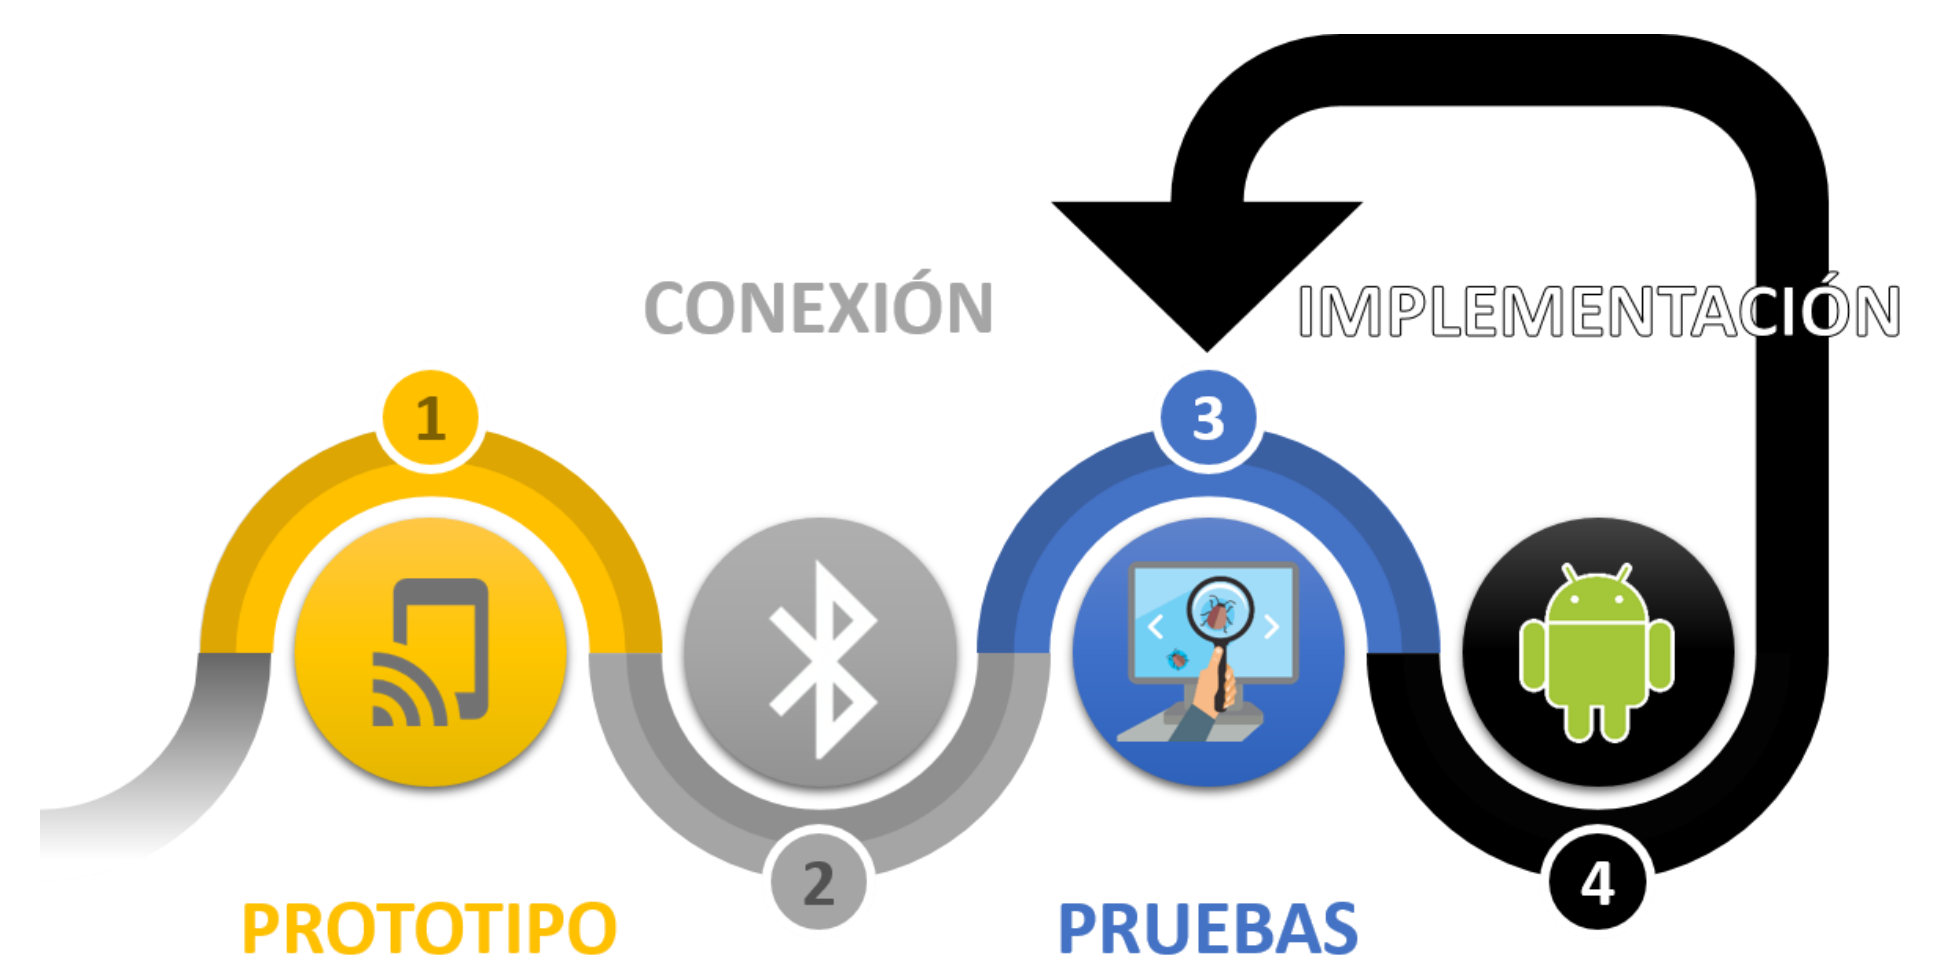 CONEXIÓN
IMPLEMENTACIÓN
1
3
2
4
PROTOTIPO
PRUEBAS